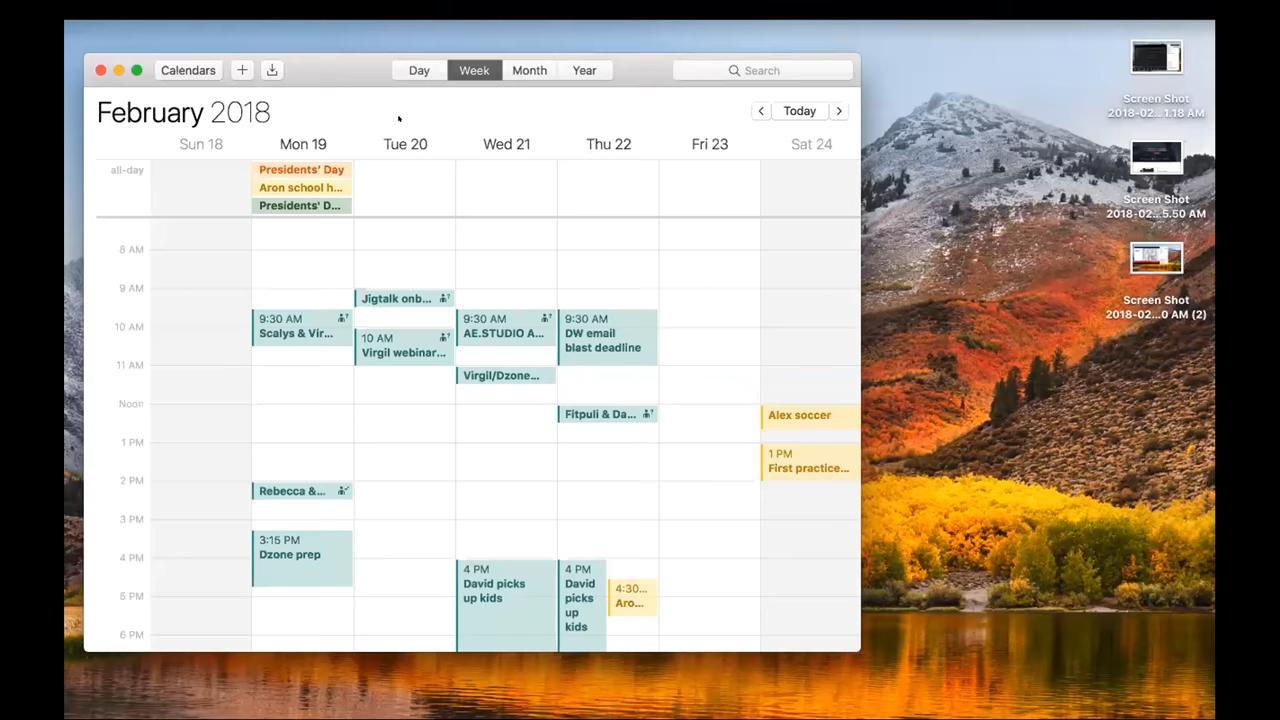 Calendars
Day
Week
Month
Year
Search
February 2018
Today
Sun 18
Mon 19
Tue 20
Wed 21
Thu 22
Fri 23
Sat 24
all-day
Presidents' Day
Aron school h...
Presidents' D...
8 AM
9 AM
10 AM
11 AM
Noon
1 PM
2 PM
3 PM
4 PM
5 PM
6 PM
9:30 AM
Scalys & Vir...
Rebecca &...
3:15 PM
Dzone prep
Jigtalk onb...
10 AM
Virgil webinar...
9:30 AM
AE.STUDIO A...
Virgil/Dzone...
4 PM
David picks
up kids
9:30 AM
DW email
blast deadline
Fitpuli & Da...
4 PM
David
picks
up
kids
4:30...
Aro...
Alex soccer
1 PM
First practice...
Screen Shot
2018-02...1.18 AM
Screen Shot
2018-02...5.50 AM
Screen Shot
2018-02...0 AM (2)